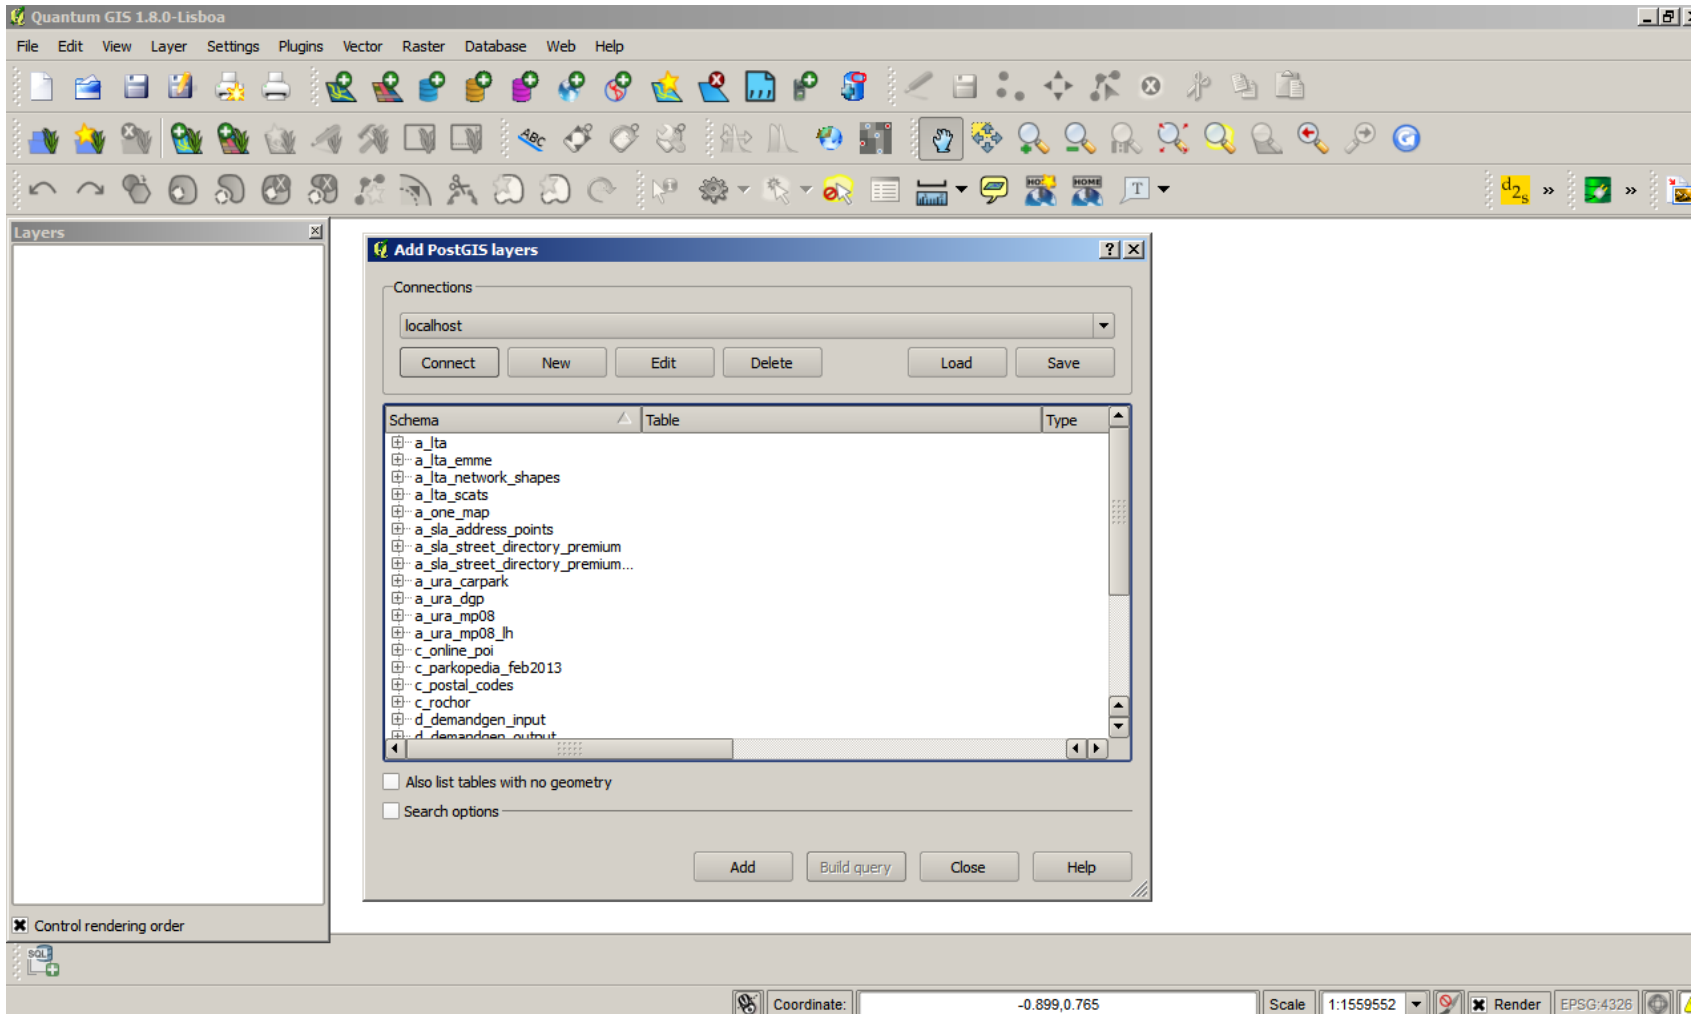 Quantum GIS 1.8.0-Lisboa
File Edit View Layer Settings Plugins Vector Raster Database Web Help
ABC
HOME
T
d2s
Layers
Add PostGIS layers
Connections
localhost
Connect New Edit Delete Load Save
Schema Table Type
a_lta
a_lta_emme
a_lta_network_shapes
a_lta_scats
a_one_map
a_sla_address_points
a_sla_street_directory_premium
a_sla_street_directory_premium...
a_ura_carpark
a_ura_dgp
a_ura_mp08
a_ura_mp08_lh
c_online_poi
c_parkopedia_feb2013
c_postal_codes
c_rochor
d_demandgen_input
d_demandgen_output
Also list tables with no geometry
Search options
Add Build query Close Help
Control rendering order
SQL
Coordinate: -0.899,0.765 Scale 1:1559552 Render EPSG:4326